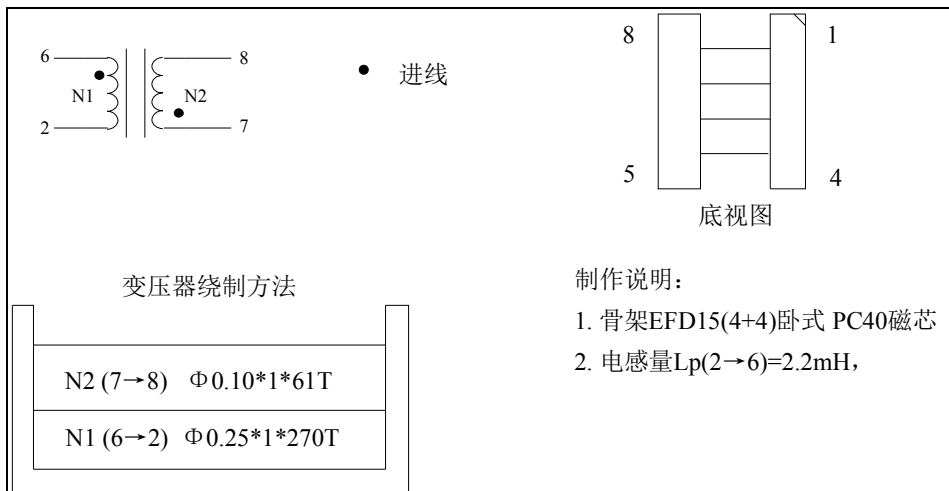 6
N1
2
8
N2
7
● 进线
8
1
5
4
底视图
变压器绕制方法
N2 (7→8) Φ0.10*1*61T
N1 (6→2) Φ0.25*1*270T
制作说明：
1. 骨架EFD15(4+4)卧式 PC40磁芯
2. 电感量Lp(2→6)=2.2mH，